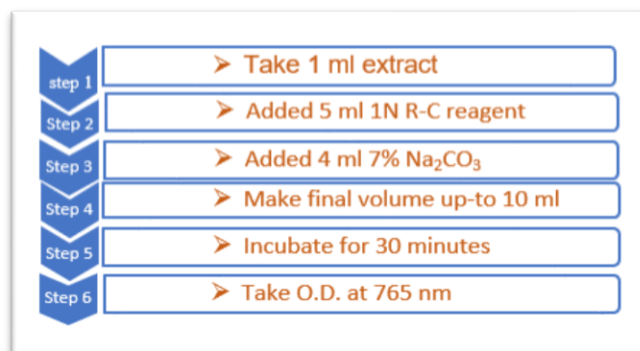 step 1 ➢ Take 1 ml extract
Step 2 ➢ Added 5 ml 1N R-C reagent
Step 3 ➢ Added 4 ml 7% Na₂CO₃
Step 4 ➢ Make final volume up-to 10 ml
Step 5 ➢ Incubate for 30 minutes
Step 6 ➢ Take O.D. at 765 nm